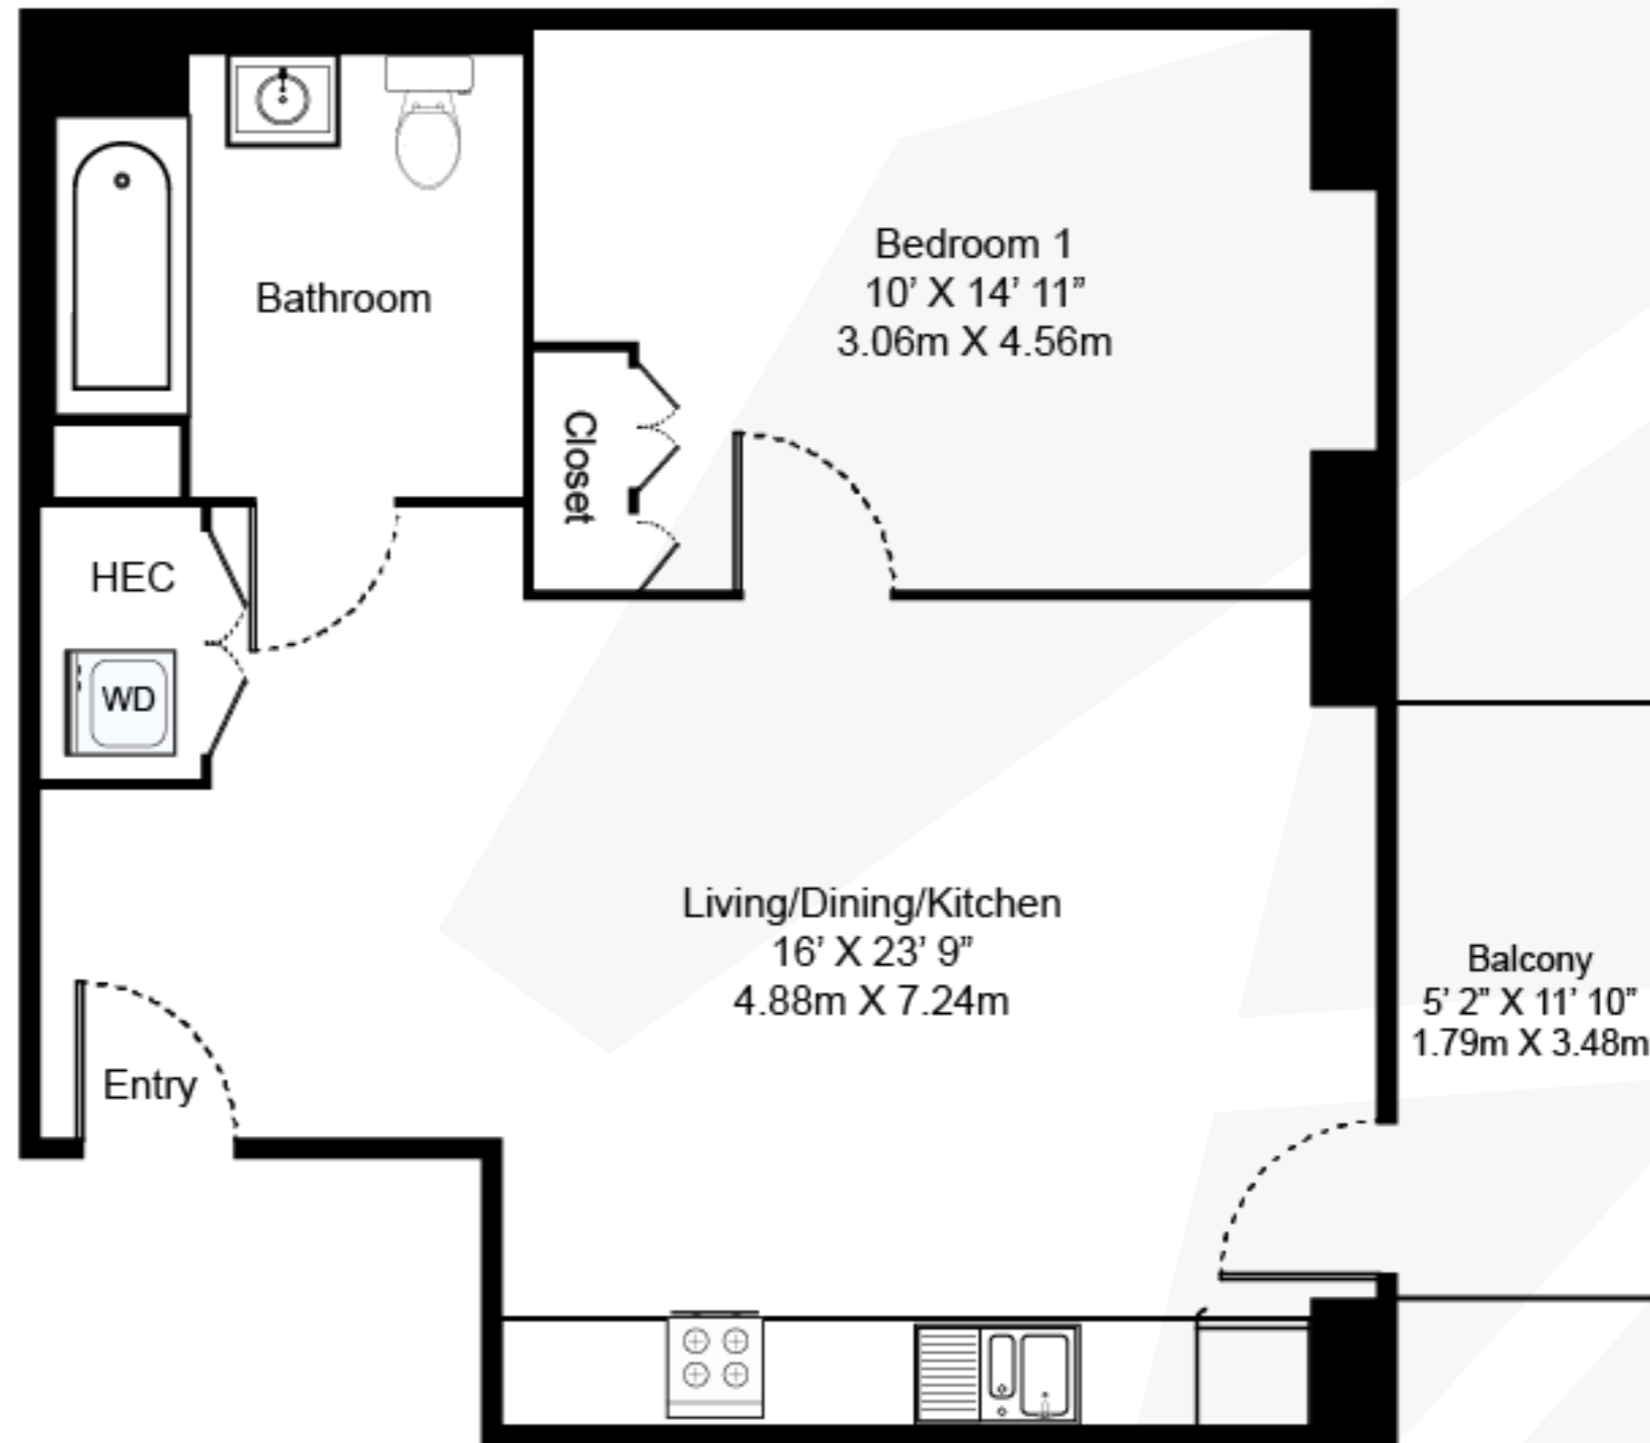 Bathroom
Bedroom 1
10’ X 14’ 11”
3.06m X 4.56m
Closet
HEC
WD
Living/Dining/Kitchen
16’ X 23’ 9”
4.88m X 7.24m
Balcony
5’ 2” X 11’ 10”
1.79m X 3.48m
Entry